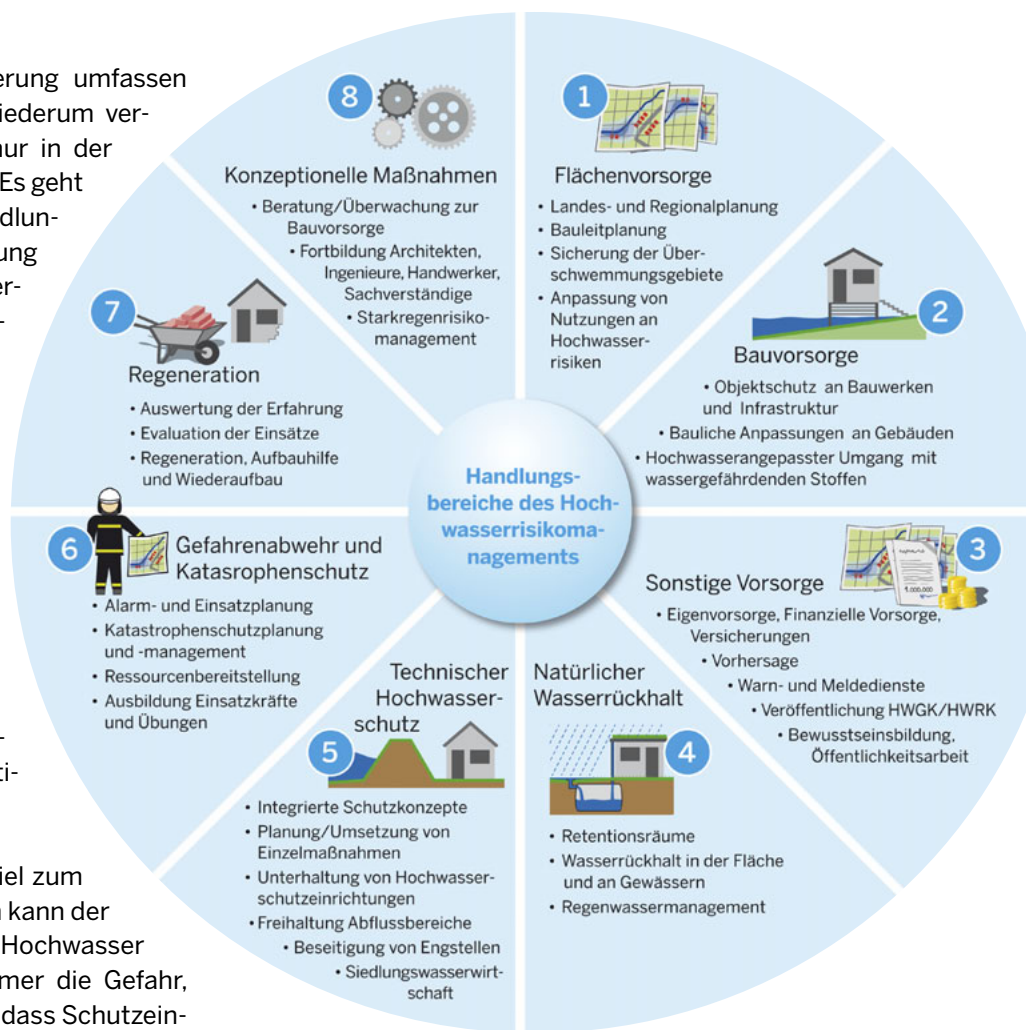 erung umfassen
iederum ver-
nur in der
Es geht
dlun-
ung
er-
-
-
ti-
iel zum
n kann der
Hochwasser
mer die Gefahr,
dass Schutzein-
Handlungs-
bereiche des Hoch-
wasserrisikoma-
nagements
1
Flächenvorsorge
• Landes- und Regionalplanung
• Bauleitplanung
• Sicherung der Über-
schwemmungsgebiete
• Anpassung von
Nutzungen an
Hochwasser-
risiken
2
Bauvorsorge
• Objektschutz an Bauwerken
und Infrastruktur
• Bauliche Anpassungen an Gebäuden
• Hochwasserangepasster Umgang mit
wassergefährdenden Stoffen
3
1.000.000
Sonstige Vorsorge
• Eigenvorsorge, Finanzielle Vorsorge,
Versicherungen
• Vorhersage
• Warn- und Meldedienste
• Veröffentlichung HWGK/HWRK
• Bewusstseinsbildung,
Öffentlichkeitsarbeit
Natürlicher
Wasserrückhalt
4
• Retentionsräume
• Wasserrückhalt in der Fläche
und an Gewässern
• Regenwassermanagement
Technischer
Hochwasser-
schutz
5
• Integrierte Schutzkonzepte
• Planung/Umsetzung von
Einzelmaßnahmen
• Unterhaltung von Hochwasser-
schutzeinrichtungen
• Freihaltung Abflussbereiche
• Beseitigung von Engstellen
• Siedlungswasserwirt-
schaft
6
Gefahrenabwehr und
Katasrophenschutz
• Alarm- und Einsatzplanung
• Katastrophenschutzplanung
und -management
• Ressourcenbereitstellung
• Ausbildung Einsatzkräfte
und Übungen
7
Regeneration
• Auswertung der Erfahrung
• Evaluation der Einsätze
• Regeneration, Aufbauhilfe
und Wiederaufbau
8
Konzeptionelle Maßnahmen
• Beratung/Überwachung zur
Bauvorsorge
• Fortbildung Architekten,
Ingenieure, Handwerker,
Sachverständige
• Starkregenrisiko-
management